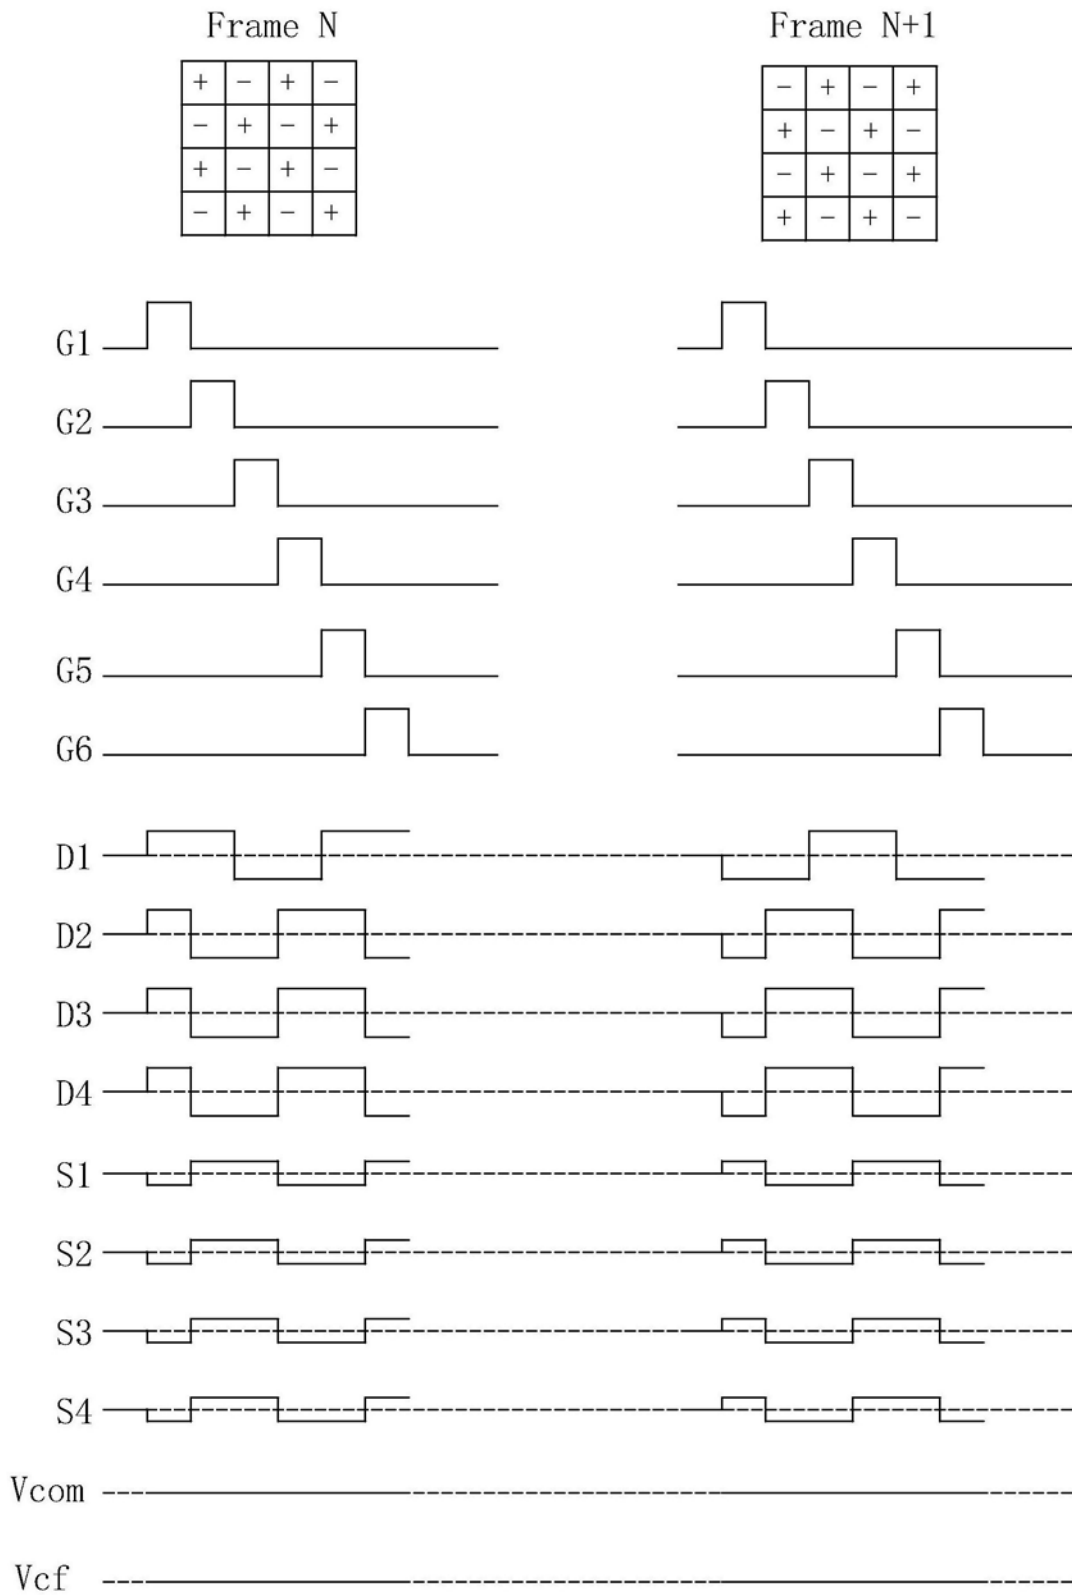 Frame N Frame N+1
+ − + − − + − +
− + − + + − + −
+ − + − − + − +
− + − + + − + −
G1
G2
G3
G4
G5
G6
D1
D2
D3
D4
S1
S2
S3
S4
Vcom
Vcf